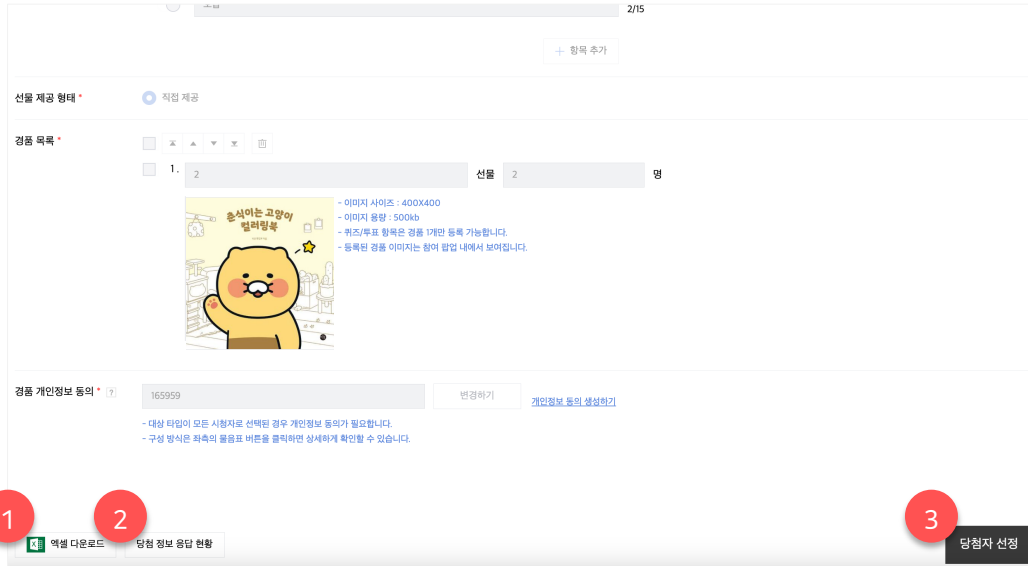 2/15
+ 항목 추가
선물 제공 형태 *
직접 제공
경품 목록 *
1. 2 선물 2 명
춘식이는 고양이
컬러링북
- 이미지 사이즈 : 400X400
- 이미지 용량 : 500kb
- 퀴즈/투표 항목은 경품 1개만 등록 가능합니다.
- 등록된 경품 이미지는 참여 팝업 내에서 보여집니다.
경품 개인정보 동의 * ?
165959 변경하기 개인정보 동의 생성하기
- 대상 타입이 모든 시청자로 선택된 경우 개인정보 동의가 필요합니다.
- 구성 방식은 좌측의 물음표 버튼을 클릭하면 상세하게 확인할 수 있습니다.
1 2 3
엑셀 다운로드 당첨 정보 응답 현황 당첨자 선정